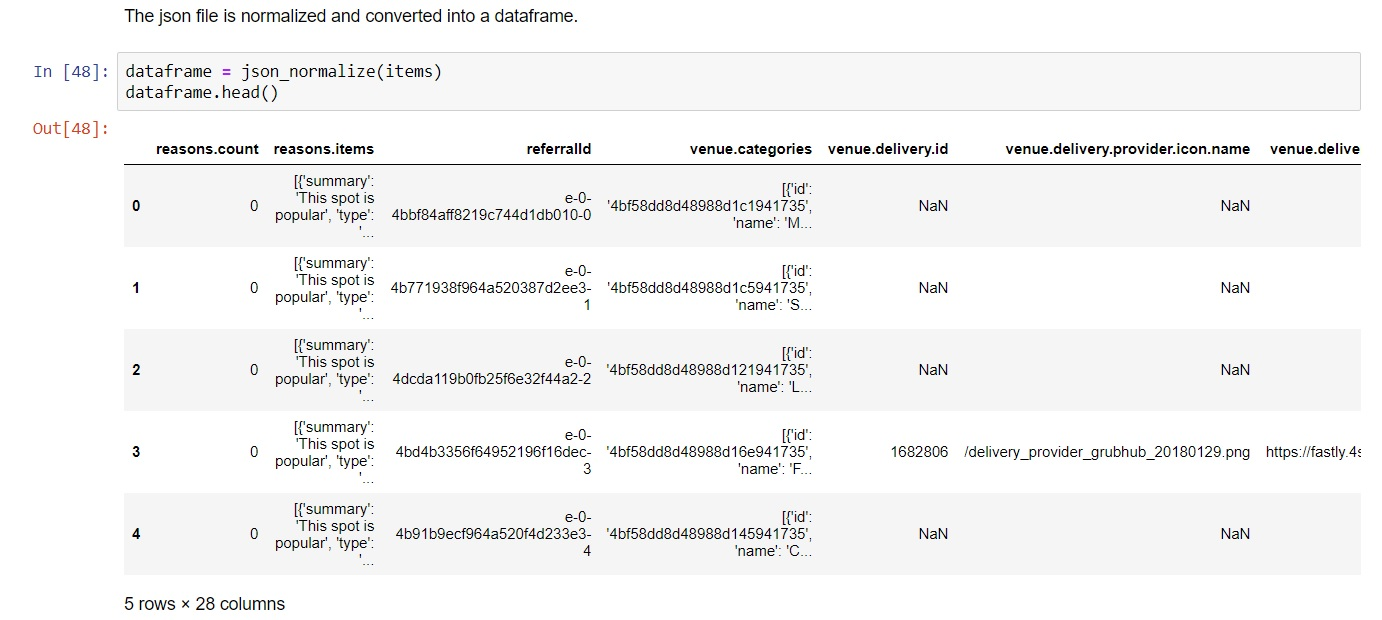 The json file is normalized and converted into a dataframe.
In [48]: dataframe = json_normalize(items)
dataframe.head()
Out[48]:
reasons.count reasons.items referralId venue.categories venue.delivery.id venue.delivery.provider.icon.name venue.delive
[{'summary':
'This spot is
popular', 'type':
'...
0 0 e-0-
4bbf84aff8219c744d1db010-0
[{'id':
'4bf58dd8d48988d1c1941735',
'name': 'M...
NaN NaN
[{'summary':
'This spot is
popular', 'type':
'...
1 0 e-0-
4b771938f964a520387d2ee3-
1
[{'id':
'4bf58dd8d48988d1c5941735',
'name': 'S...
NaN NaN
[{'summary':
'This spot is
popular', 'type':
'...
2 0 e-0-
4dcda119b0fb25f6e32f44a2-2
[{'id':
'4bf58dd8d48988d121941735',
'name': 'L...
NaN NaN
[{'summary':
'This spot is
popular', 'type':
'...
3 0 e-0-
4bd4b3356f64952196f16dec-
3
[{'id':
'4bf58dd8d48988d16e941735',
'name': 'F...
1682806 /delivery_provider_grubhub_20180129.png https://fastly.4s
[{'summary':
'This spot is
popular', 'type':
'...
4 0 e-0-
4b91b9ecf964a520f4d233e3-
4
[{'id':
'4bf58dd8d48988d145941735',
'name': 'C...
NaN NaN
5 rows × 28 columns